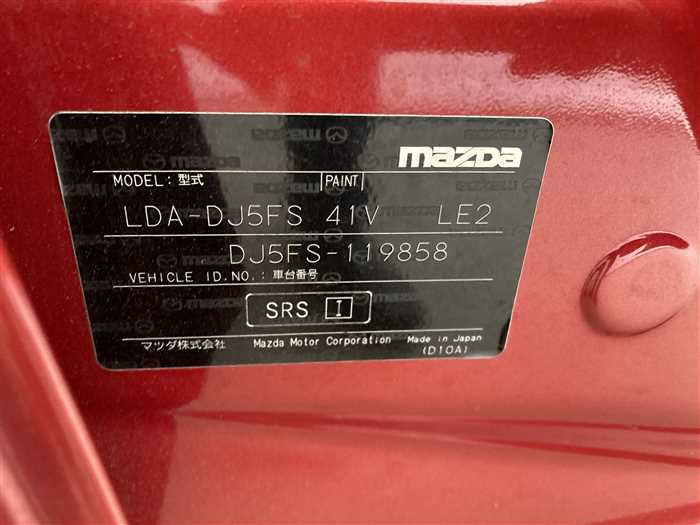 mazda
MODEL: 型式 PAINT
LDA-DJ5FS 41V LE2
DJ5FS-119858
VEHICLE ID.NO.: 車台番号
SRS I
マツダ株式会社 Mazda Motor Corporation Made in Japan
(D10A)